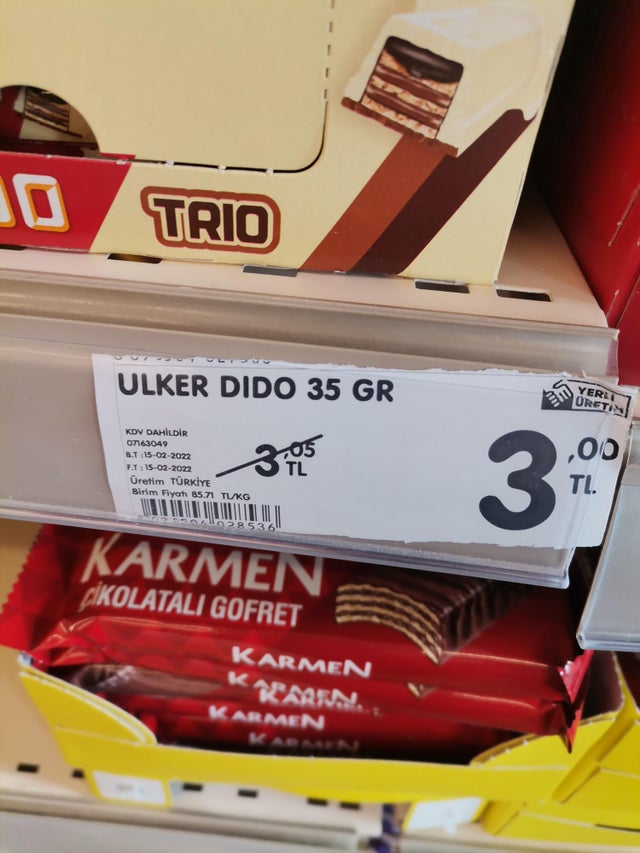 TRIO
ULKER DIDO 35 GR
YERLİ
ÜRETİM
KDV DAHİLDİR
07163049
B.T :15-02-2022
F.T :15-02-2022
Üretim TÜRKİYE
Birim Fiyatı 85.71 TL/KG
3,05
TL
3,00
TL
KARMEN
ÇİKOLATALI GOFRET
KARMEN
KARMEN
KARMEN
KARMEN
KARMEN